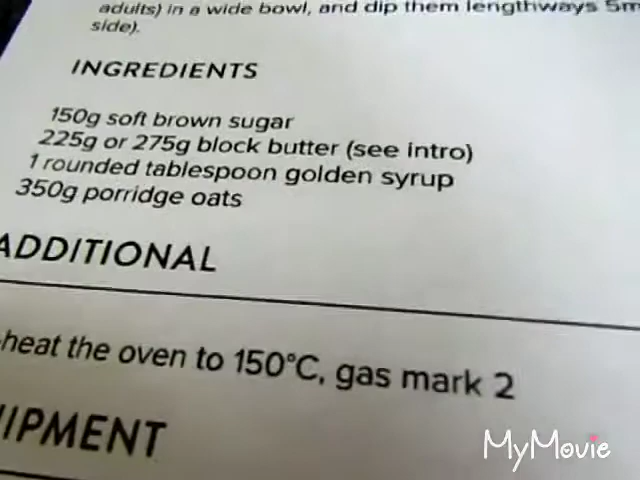 adults) in a wide bowl, and dip them lengthways 5m
side).
INGREDIENTS
150g soft brown sugar
225g or 275g block butter (see intro)
1 rounded tablespoon golden syrup
350g porridge oats
ADDITIONAL
-heat the oven to 150°C, gas mark 2
IPMENT
MyMovie